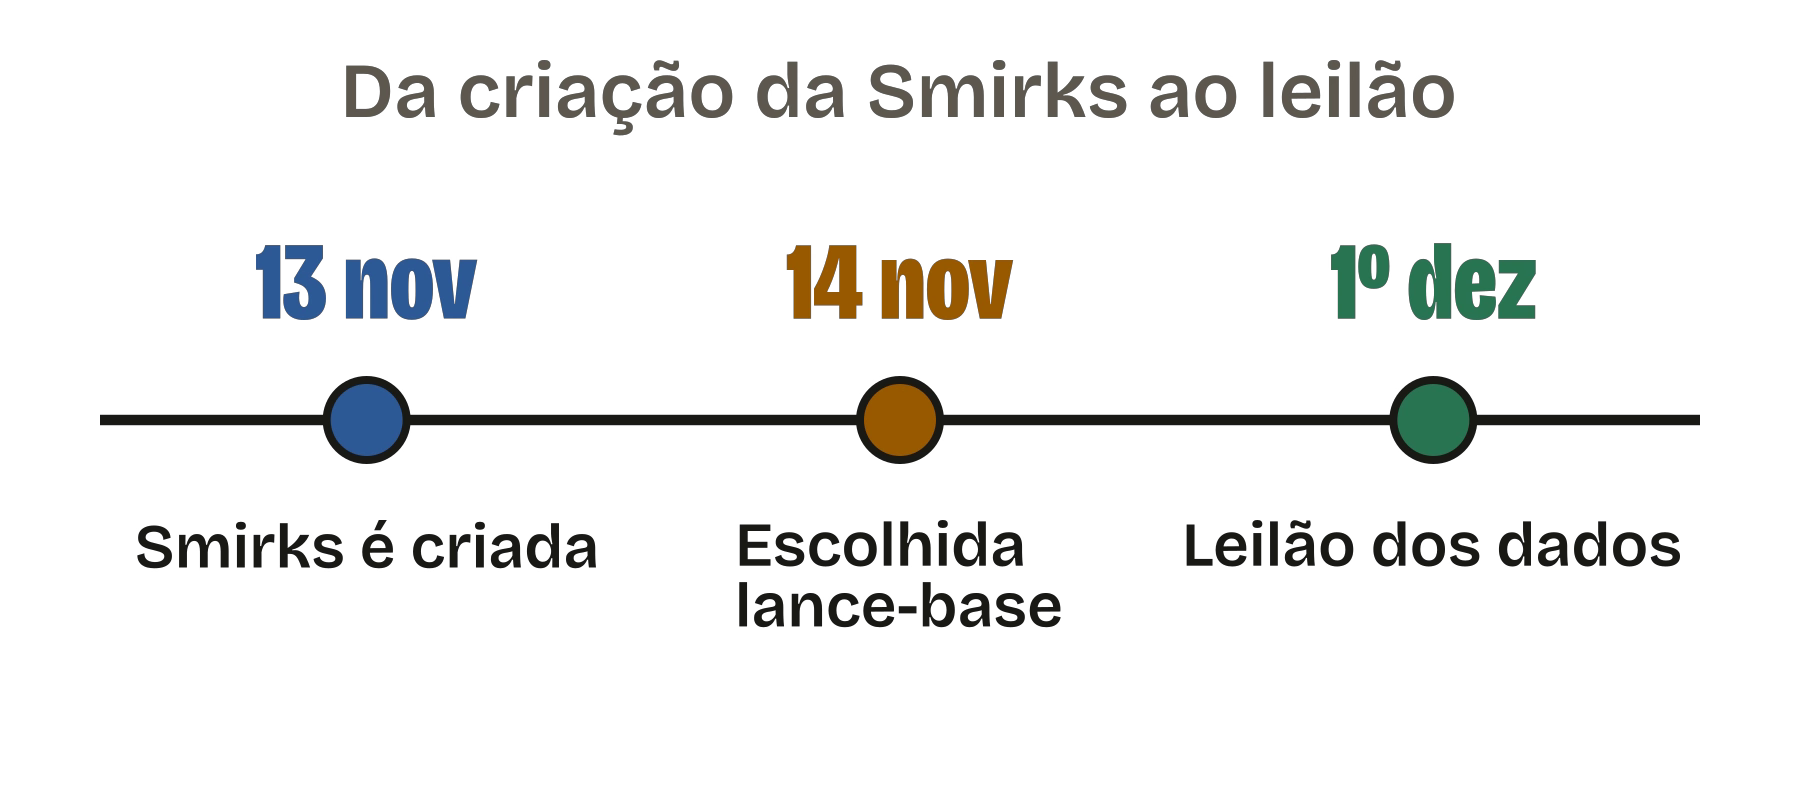 Da criação da Smirks ao leilão
13 nov
14 nov
1º dez
Smirks é criada
Escolhida
lance-base
Leilão dos dados